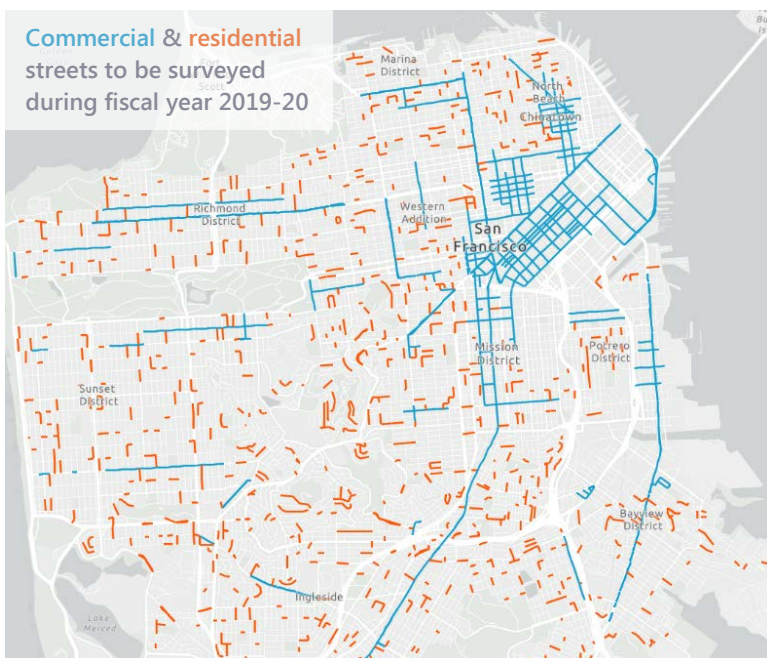 Commercial & residential
streets to be surveyed
during fiscal year 2019-20
Scott
Marina
District
North
Beach
Chinatown
Richmond
District
Western
Addition
San
Francisco
Mission
District
Potrero
District
Sunset
District
Bayview
District
Ingleside
Lake
Merced